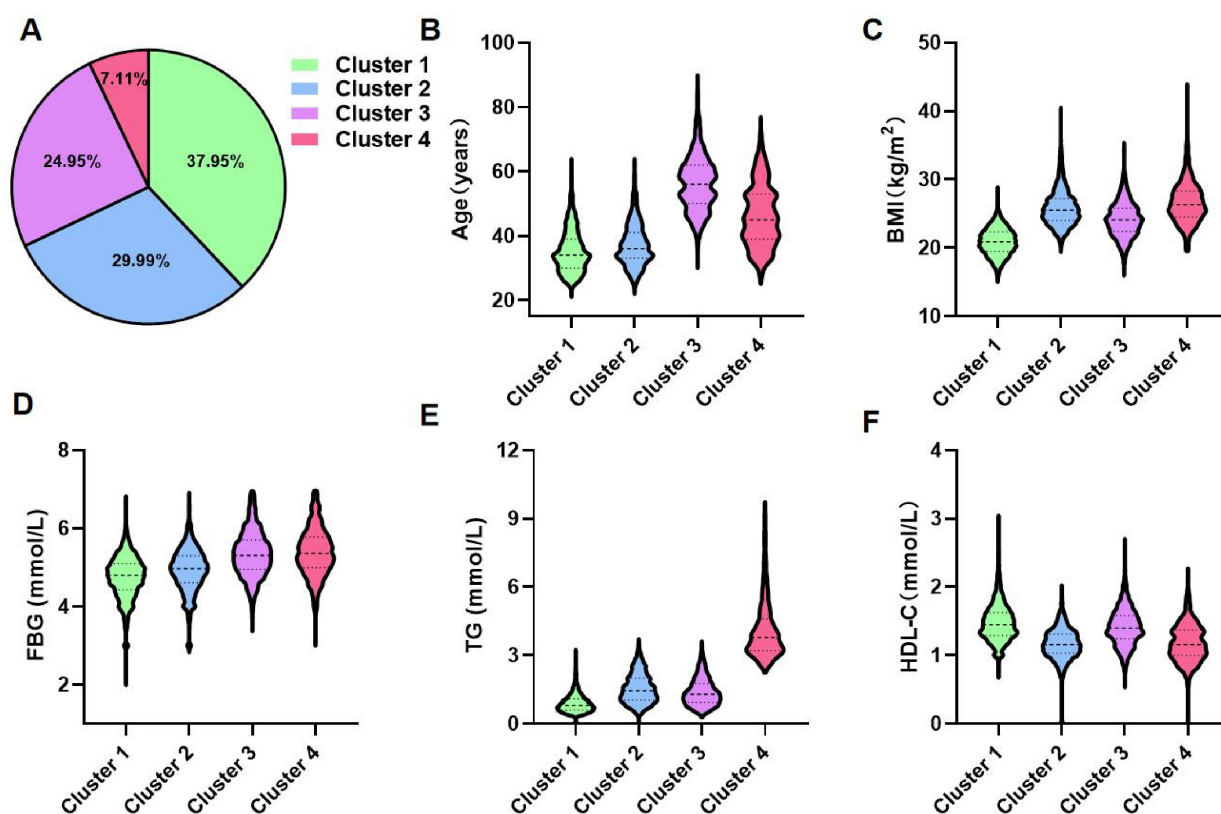 A
7.11%
37.95%
24.95%
29.99%
Cluster 1
Cluster 2
Cluster 3
Cluster 4
B
Age（years）
100
80
60
40
20
Cluster 1
Cluster 2
Cluster 3
Cluster 4
C
BMI（kg/m²）
50
40
30
20
10
Cluster 1
Cluster 2
Cluster 3
Cluster 4
D
FBG (mmol/L)
8
6
4
2
Cluster 1
Cluster 2
Cluster 3
Cluster 4
E
TG (mmol/L)
12
9
6
3
0
Cluster 1
Cluster 2
Cluster 3
Cluster 4
F
HDL-C（mmol/L）
4
3
2
1
0
Cluster 1
Cluster 2
Cluster 3
Cluster 4